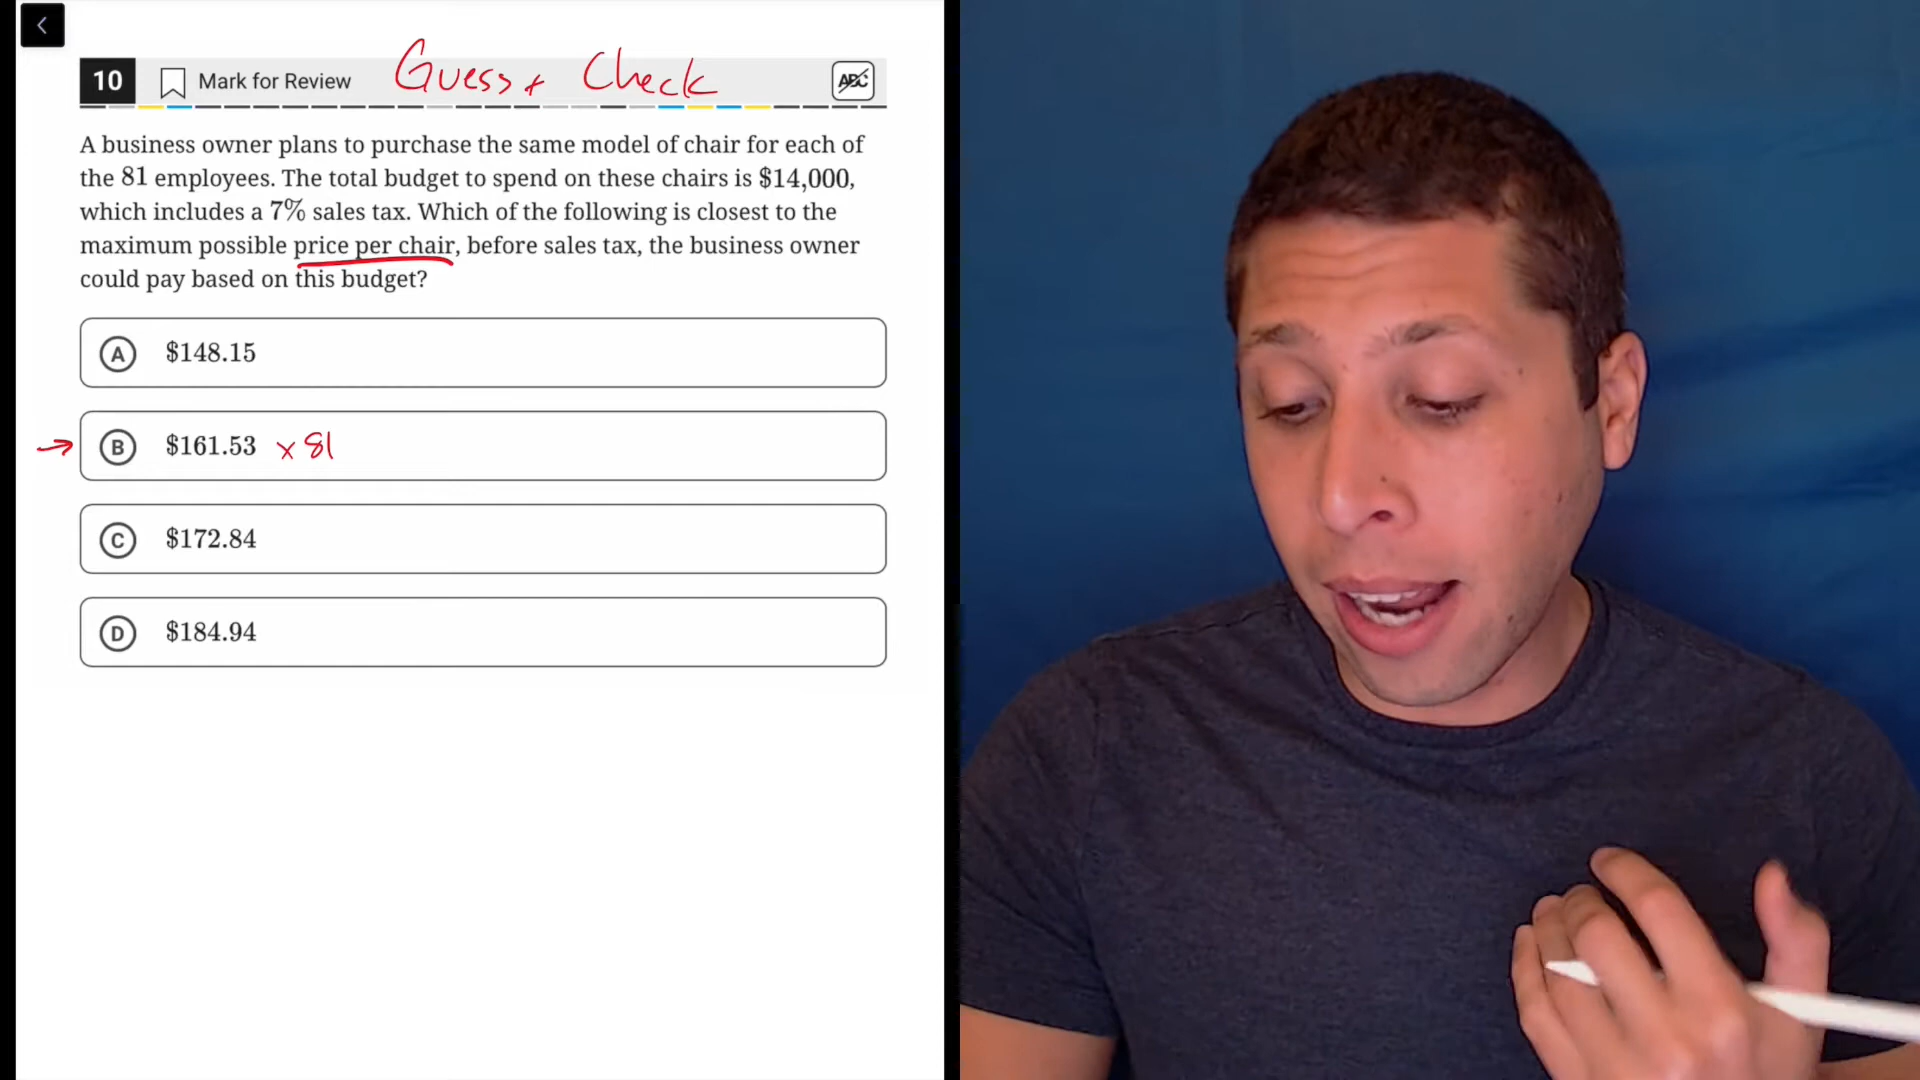 10 Mark for Review Guess + Check ABC
A business owner plans to purchase the same model of chair for each of
the 81 employees. The total budget to spend on these chairs is $14,000,
which includes a 7% sales tax. Which of the following is closest to the
maximum possible price per chair, before sales tax, the business owner
could pay based on this budget?
A $148.15
→ B $161.53 x 81
C $172.84
D $184.94